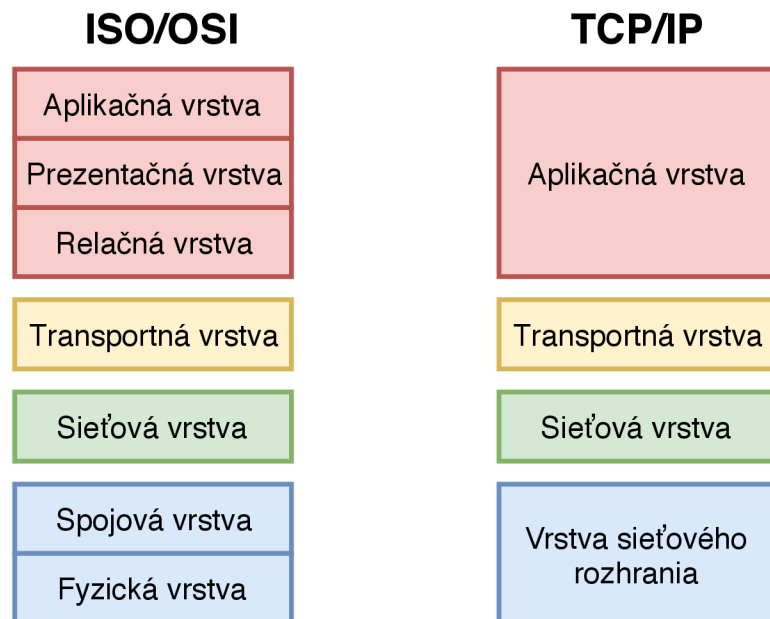 ISO/OSI
Aplikačná vrstva
Prezentačná vrstva
Relačná vrstva
Transportná vrstva
Sieťová vrstva
Spojová vrstva
Fyzická vrstva
TCP/IP
Aplikačná vrstva
Transportná vrstva
Sieťová vrstva
Vrstva sieťového
rozhrania